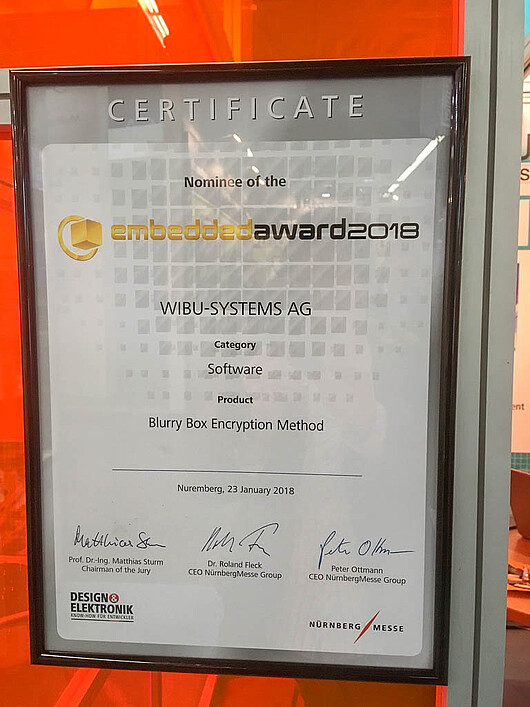 CERTIFICATE
Nominee of the
embeddedaward2018
WIBU-SYSTEMS AG
Category
Software
Product
Blurry Box Encryption Method
Nuremberg, 23 January 2018
Prof. Dr.-Ing. Matthias Sturm
Chairman of the Jury
Dr. Roland Fleck
CEO NürnbergMesse Group
Peter Ottmann
CEO NürnbergMesse Group
DESIGN&
ELEKTRONIK
KNOW-HOW FÜR ENTWICKLER
NÜRNBERG MESSE